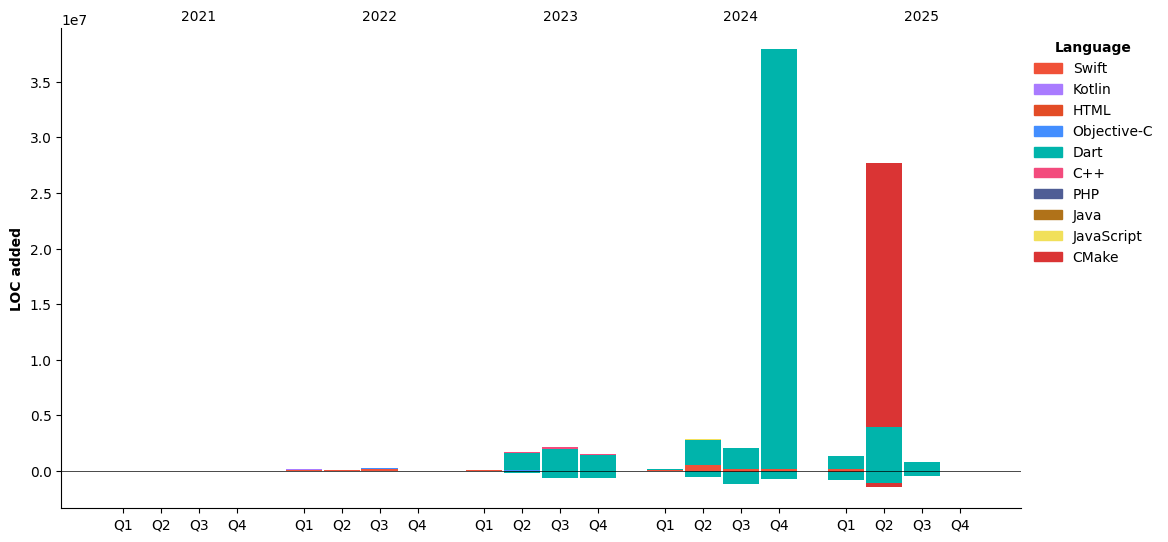 2021 2022 2023 2024 2025
1e7
Language
Swift
Kotlin
HTML
Objective-C
Dart
C++
PHP
Java
JavaScript
CMake
LOC added
3.5
3.0
2.5
2.0
1.5
1.0
0.5
0.0
Q1 Q2 Q3 Q4 Q1 Q2 Q3 Q4 Q1 Q2 Q3 Q4 Q1 Q2 Q3 Q4 Q1 Q2 Q3 Q4